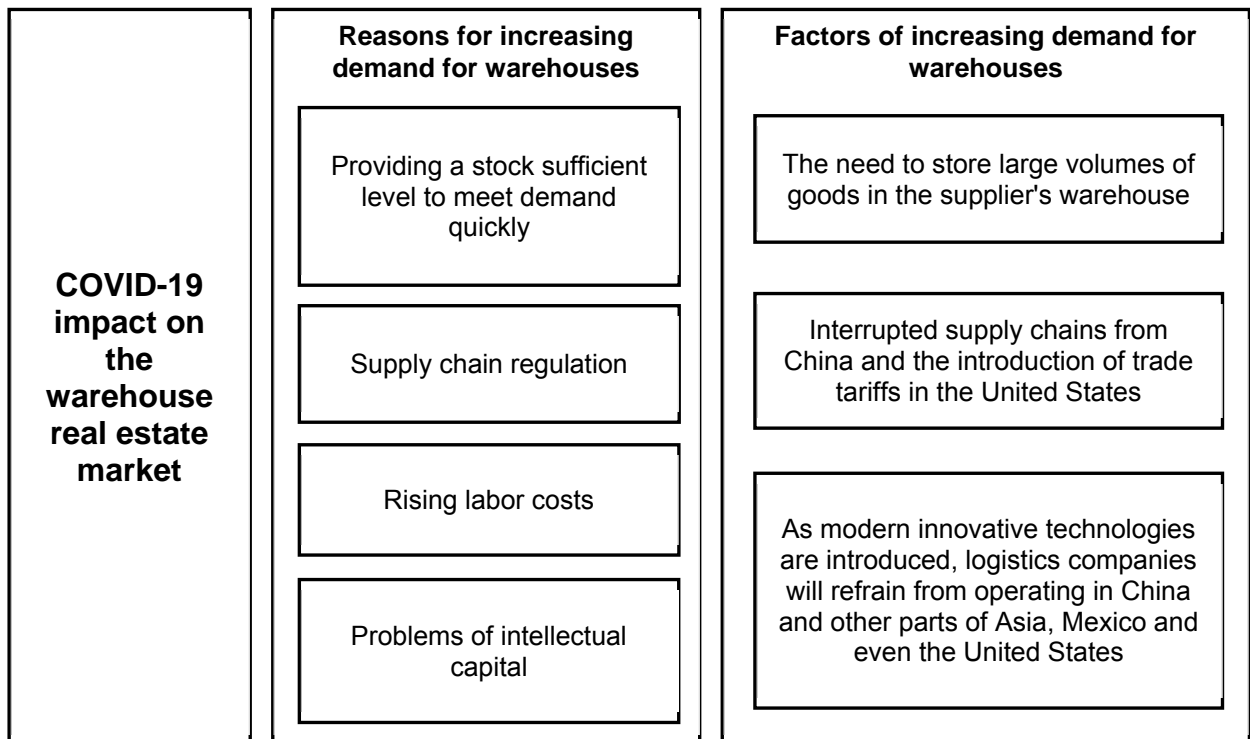 COVID-19
impact on
the
warehouse
real estate
market
Reasons for increasing
demand for warehouses
Providing a stock sufficient
level to meet demand
quickly
Supply chain regulation
Rising labor costs
Problems of intellectual
capital
Factors of increasing demand for
warehouses
The need to store large volumes of
goods in the supplier's warehouse
Interrupted supply chains from
China and the introduction of trade
tariffs in the United States
As modern innovative technologies
are introduced, logistics companies
will refrain from operating in China
and other parts of Asia, Mexico and
even the United States